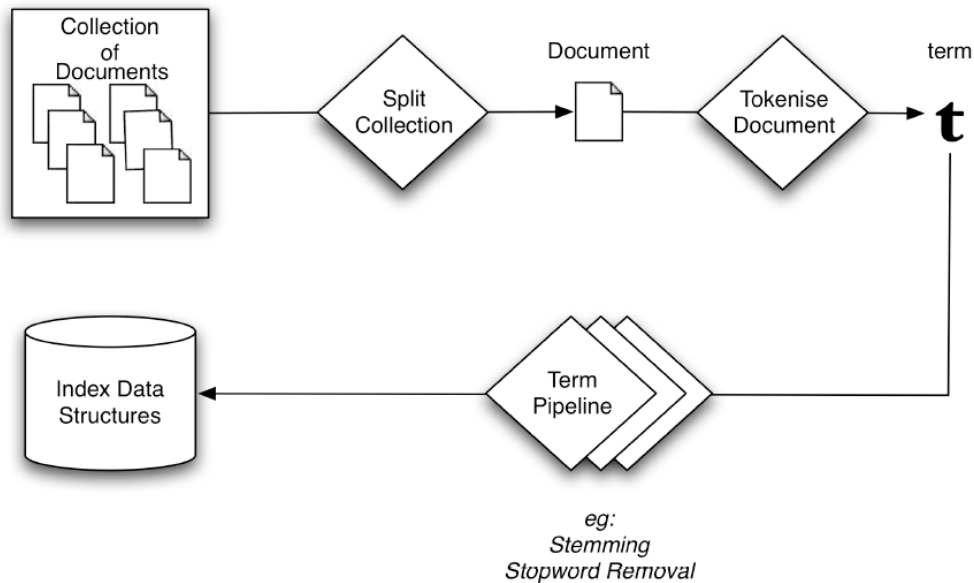 Collection
of
Documents
Split
Collection
Document
Tokenise
Document
term
t
Index Data
Structures
Term
Pipeline
eg:
Stemming
Stopword Removal